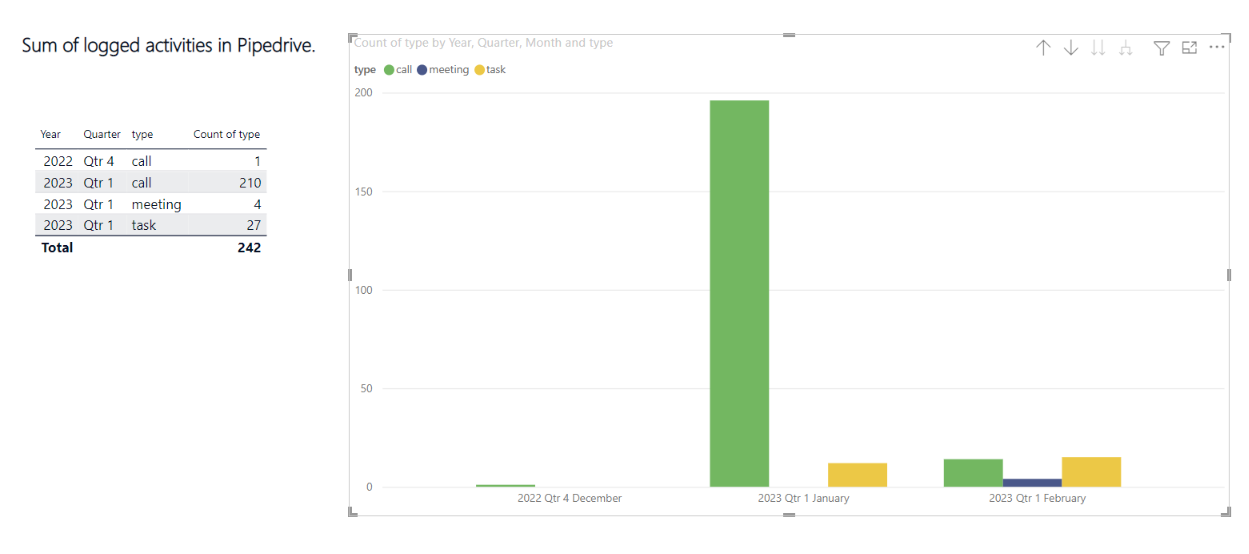 Sum of logged activities in Pipedrive.
Year Quarter type Count of type
2022 Qtr 4 call 1
2023 Qtr 1 call 210
2023 Qtr 1 meeting 4
2023 Qtr 1 task 27
Total 242
Count of type by Year, Quarter, Month and type
type call meeting task
200
150
100
50
0
2022 Qtr 4 December 2023 Qtr 1 January 2023 Qtr 1 February